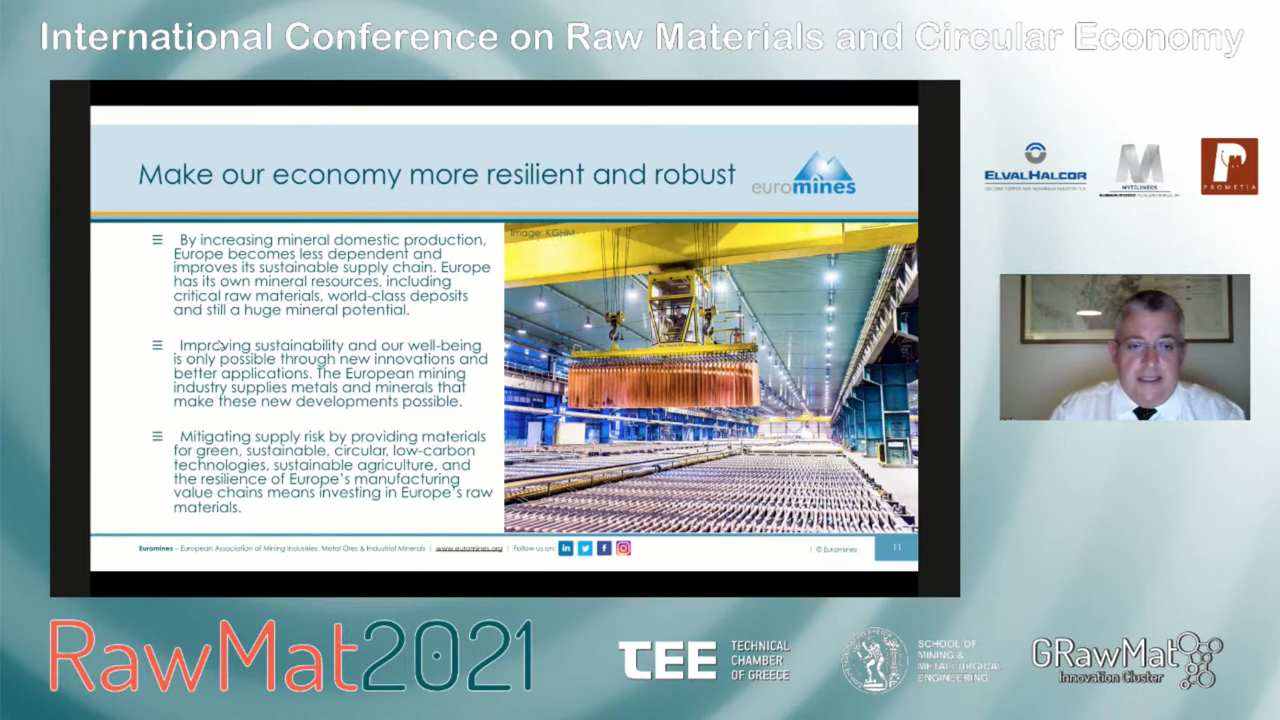 International Conference on Raw Materials and Circular Economy
Make our economy more resilient and robust
euromines
By increasing mineral domestic production,
Europe becomes less dependent and
improves its sustainable supply chain. Europe
has its own mineral resources, including
critical raw materials, world-class deposits
and still a huge mineral potential.
Improving sustainability and our well-being
is only possible through new innovations and
better applications. The European mining
industry supplies metals and minerals that
make these new developments possible.
Mitigating supply risk by providing materials
for green, sustainable, circular, low-carbon
technologies, sustainable agriculture, and
the resilience of Europe's manufacturing
value chains means investing in Europe's raw
materials.
Image: KGHM
Euromines – European Association of Mining Industries, Metal Ores & Industrial Minerals | www.euromines.org | Follow us on: in f | © Euromines 11
ELVALHALCOR
M
MYTILINEOS
PROMETIA
RawMat2021
TEE TECHNICAL
CHAMBER
OF GREECE
SCHOOL OF
MINING &
METALLURGICAL
ENGINEERING
GRawMat
Innovation Cluster